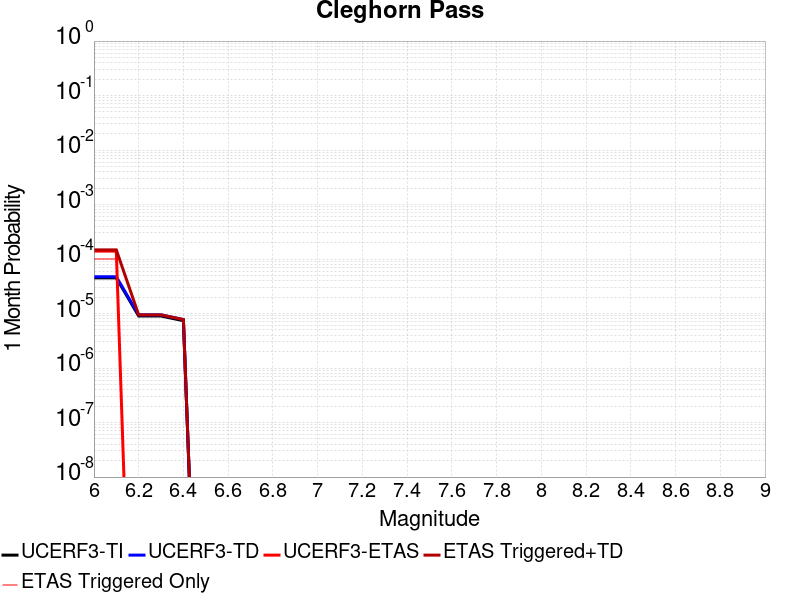 Cleghorn Pass
10^0
10^-1
10^-2
10^-3
10^-4
10^-5
10^-6
10^-7
10^-8
1 Month Probability
6 6.2 6.4 6.6 6.8 7 7.2 7.4 7.6 7.8 8 8.2 8.4 8.6 8.8 9
Magnitude
UCERF3-TI UCERF3-TD UCERF3-ETAS ETAS Triggered+TD
ETAS Triggered Only